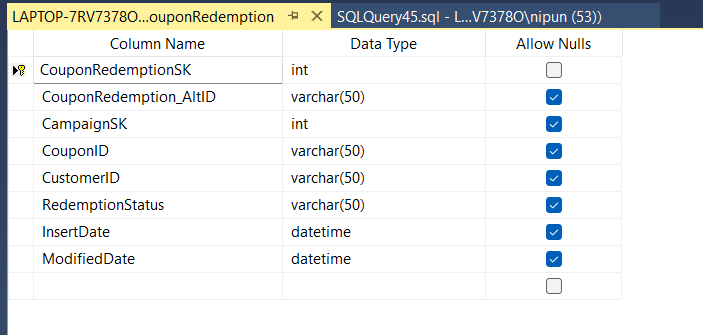 LAPTOP-7RV7378O...ouponRedemption SQLQuery45.sql - L...V7378O\nipun (53))
Column Name Data Type Allow Nulls
CouponRedemptionSK int
CouponRedemption_AltID varchar(50)
CampaignSK int
CouponID varchar(50)
CustomerID varchar(50)
RedemptionStatus varchar(50)
InsertDate datetime
ModifiedDate datetime